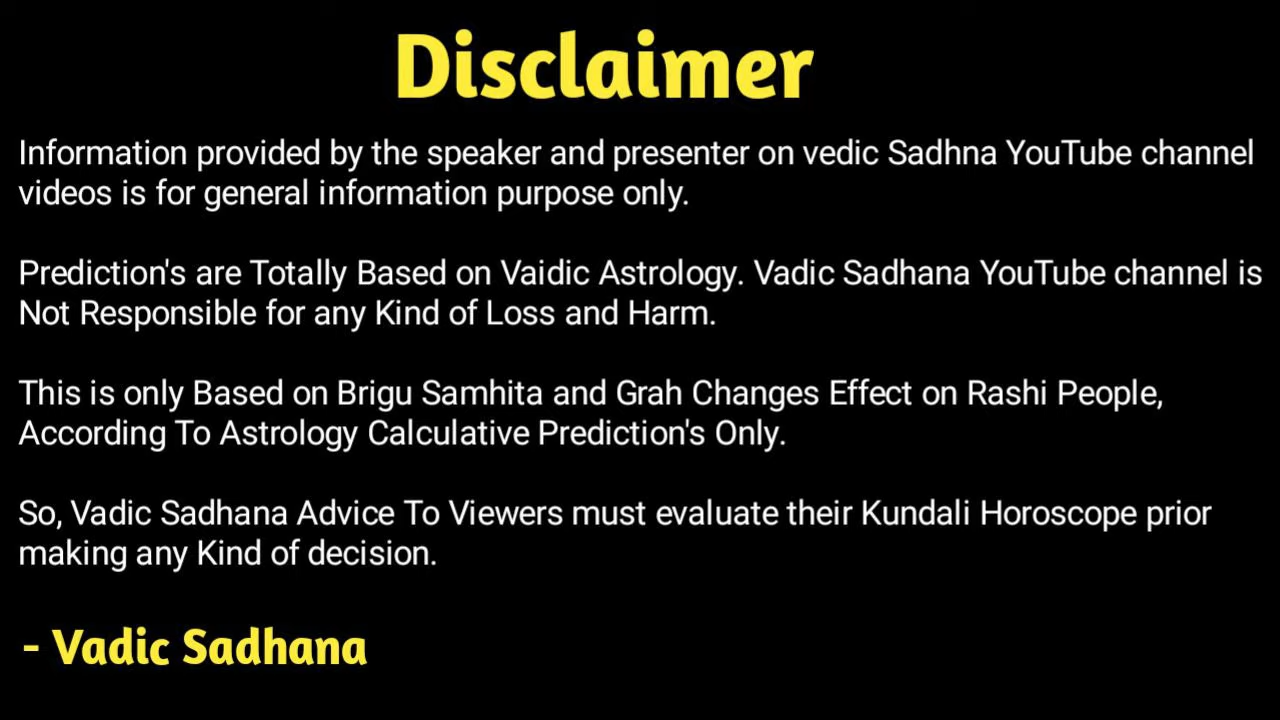 Disclaimer
Information provided by the speaker and presenter on vedic Sadhna YouTube channel
videos is for general information purpose only.
Prediction's are Totally Based on Vaidic Astrology. Vadic Sadhana YouTube channel is
Not Responsible for any Kind of Loss and Harm.
This is only Based on Brigu Samhita and Grah Changes Effect on Rashi People,
According To Astrology Calculative Prediction's Only.
So, Vadic Sadhana Advice To Viewers must evaluate their Kundali Horoscope prior
making any Kind of decision.
- Vadic Sadhana